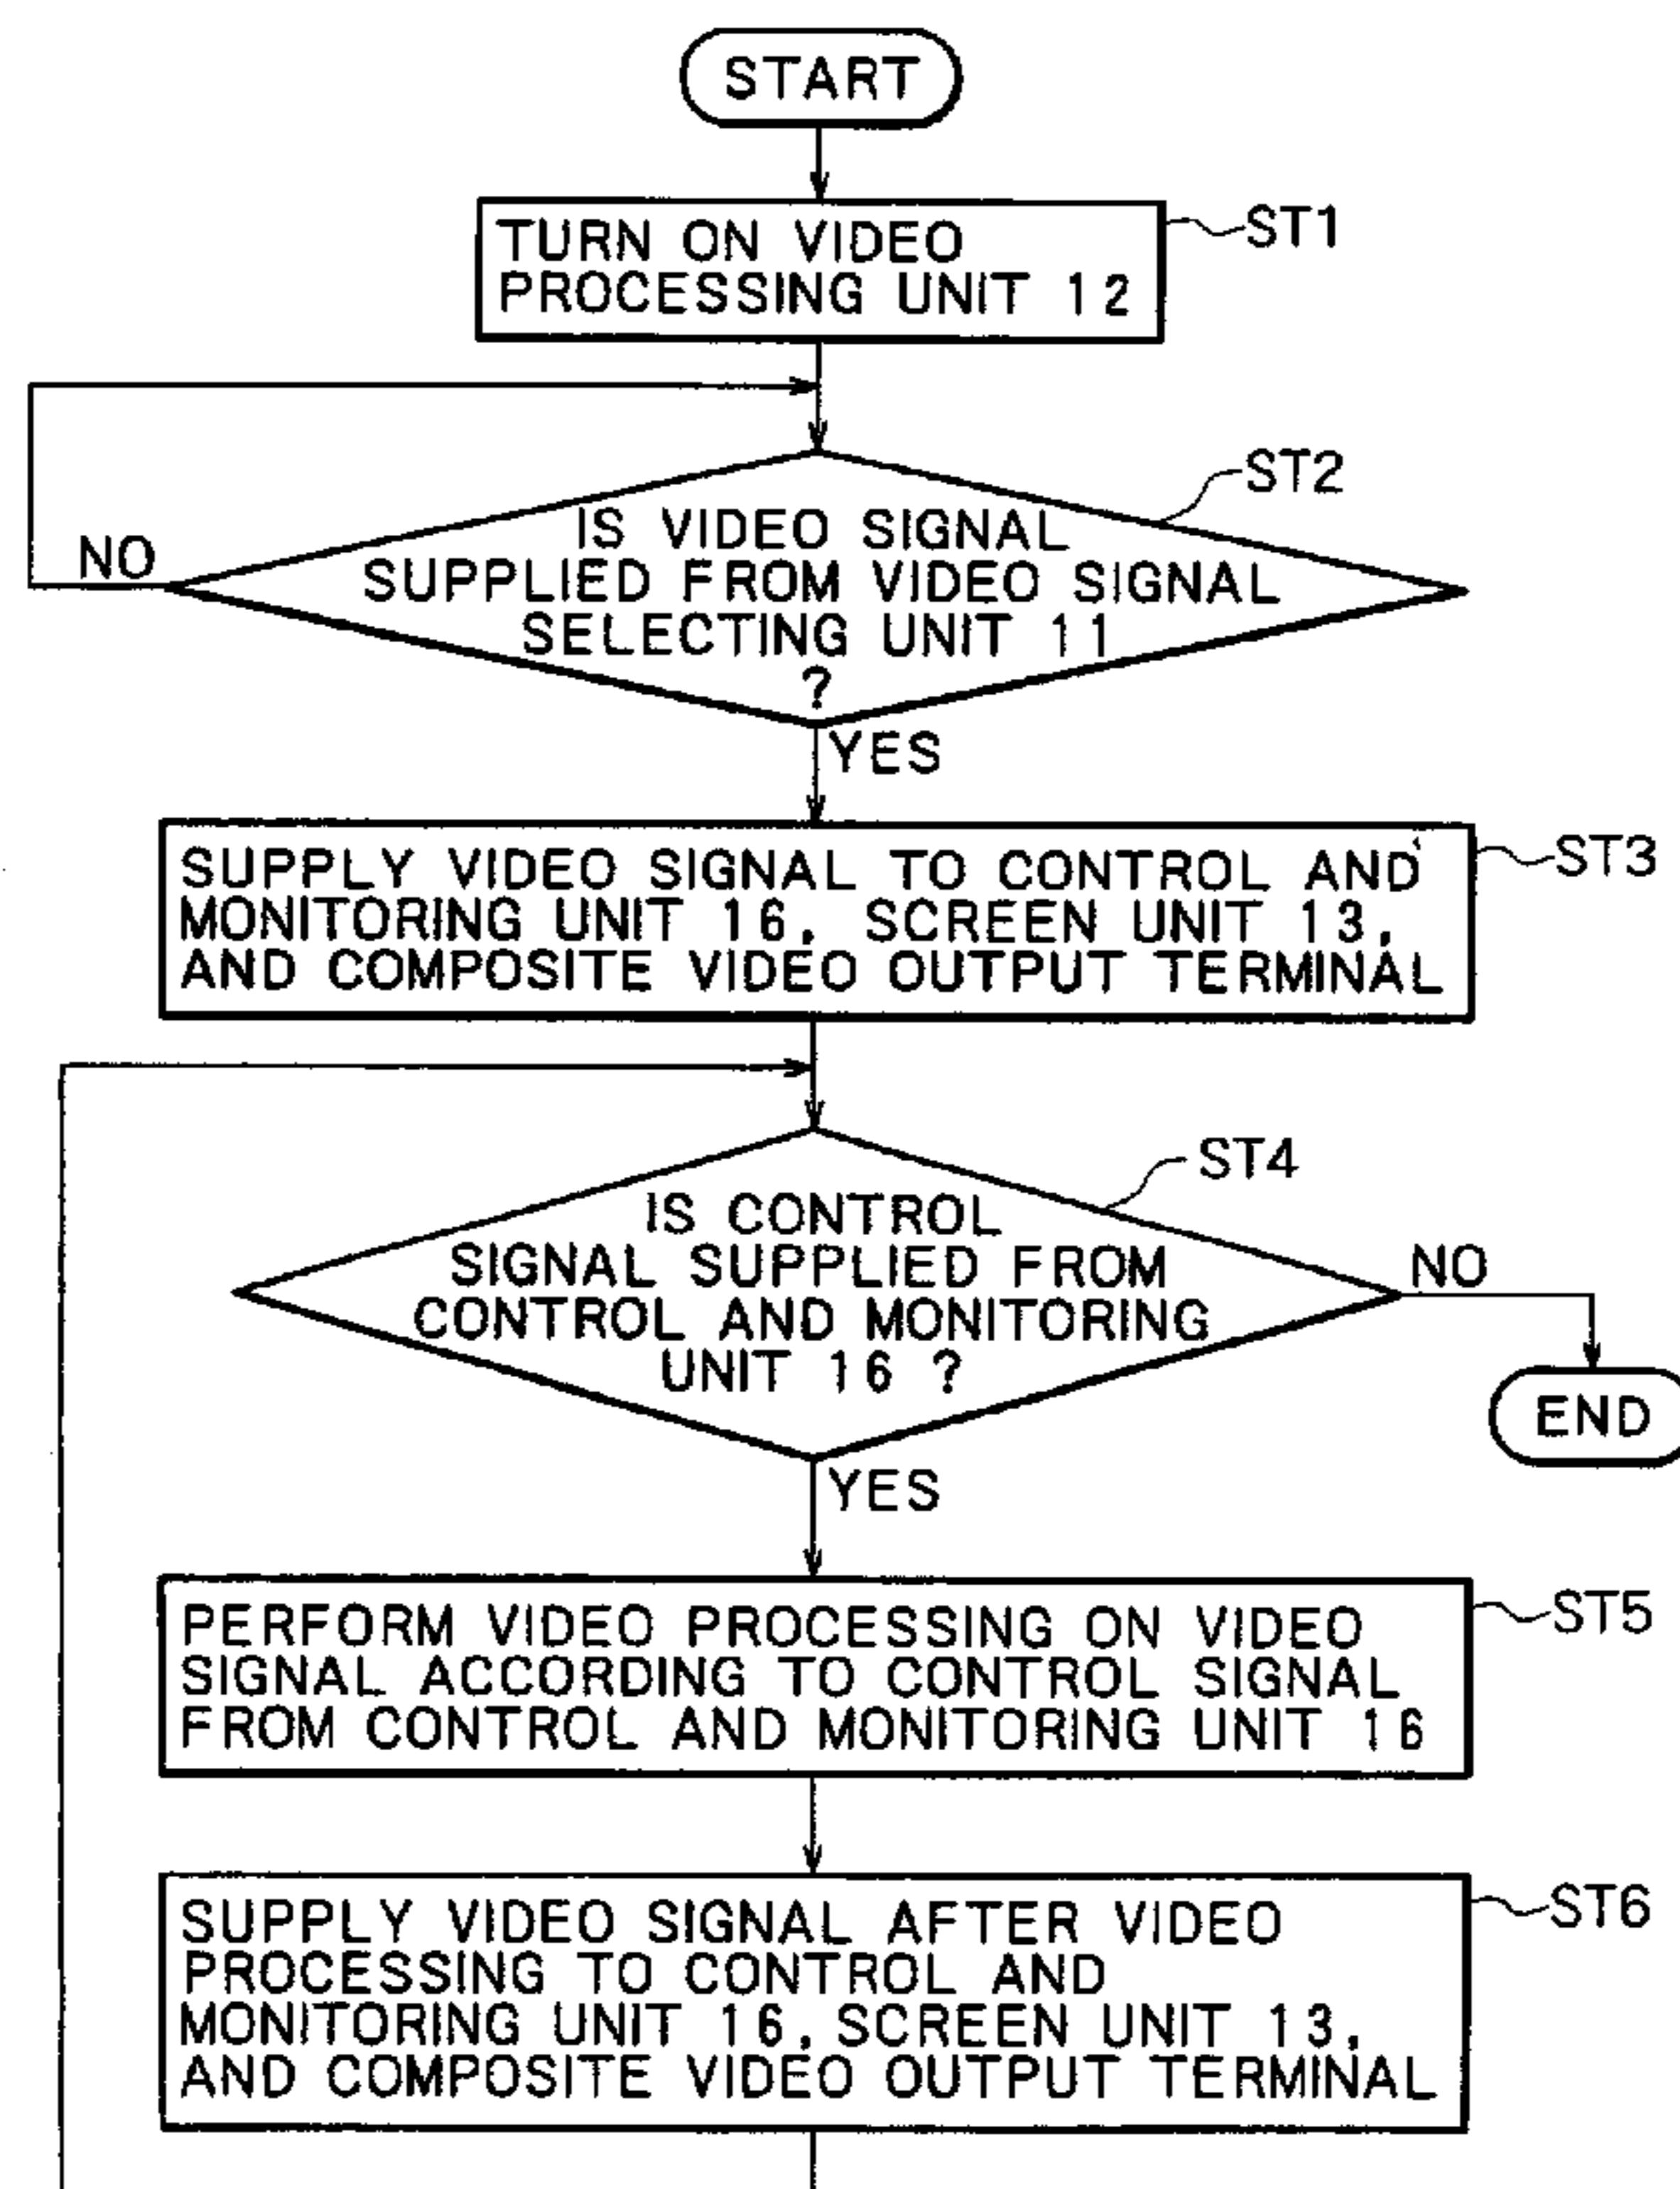 START
TURN ON VIDEO
PROCESSING UNIT 12
ST1
ST2
IS VIDEO SIGNAL
SUPPLIED FROM VIDEO SIGNAL
SELECTING UNIT 11
?
NO
YES
SUPPLY VIDEO SIGNAL TO CONTROL AND
MONITORING UNIT 16, SCREEN UNIT 13,
AND COMPOSITE VIDEO OUTPUT TERMINAL
ST3
ST4
IS CONTROL
SIGNAL SUPPLIED FROM
CONTROL AND MONITORING
UNIT 16 ?
NO
END
YES
PERFORM VIDEO PROCESSING ON VIDEO
SIGNAL ACCORDING TO CONTROL SIGNAL
FROM CONTROL AND MONITORING UNIT 16
ST5
SUPPLY VIDEO SIGNAL AFTER VIDEO
PROCESSING TO CONTROL AND
MONITORING UNIT 16, SCREEN UNIT 13,
AND COMPOSITE VIDEO OUTPUT TERMINAL
ST6